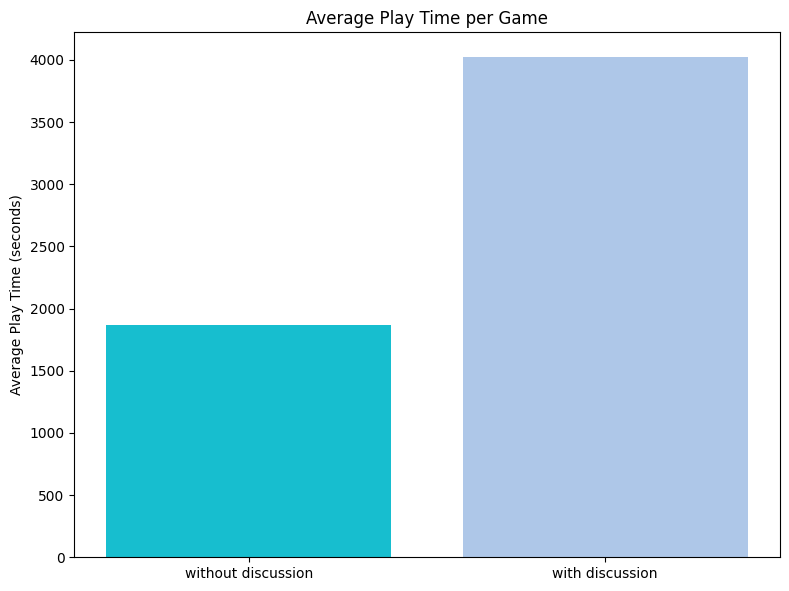 Average Play Time per Game
Average Play Time (seconds)
4000
3500
3000
2500
2000
1500
1000
500
0
without discussion
with discussion